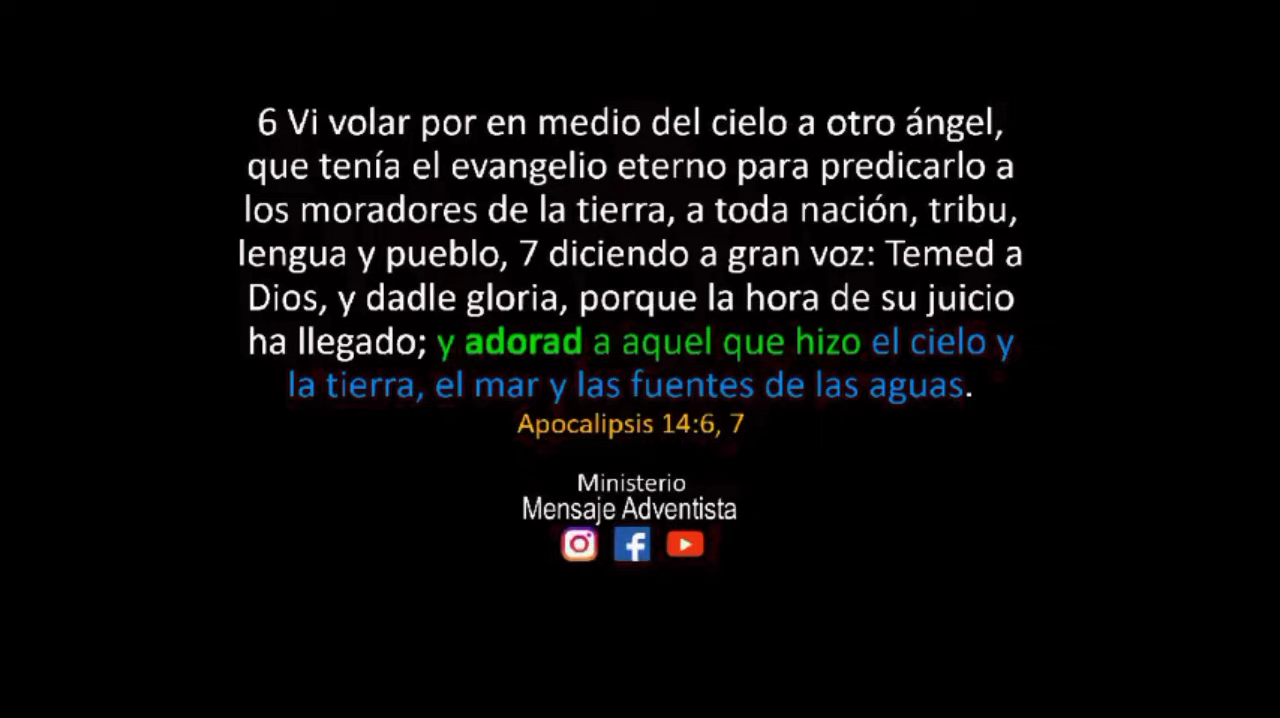 6 Vi volar por en medio del cielo a otro ángel,
que tenía el evangelio eterno para predicarlo a
los moradores de la tierra, a toda nación, tribu,
lengua y pueblo, 7 diciendo a gran voz: Temed a
Dios, y dadle gloria, porque la hora de su juicio
ha llegado; y adorad a aquel que hizo el cielo y
la tierra, el mar y las fuentes de las aguas.
Apocalipsis 14:6, 7
Ministerio
Mensaje Adventista